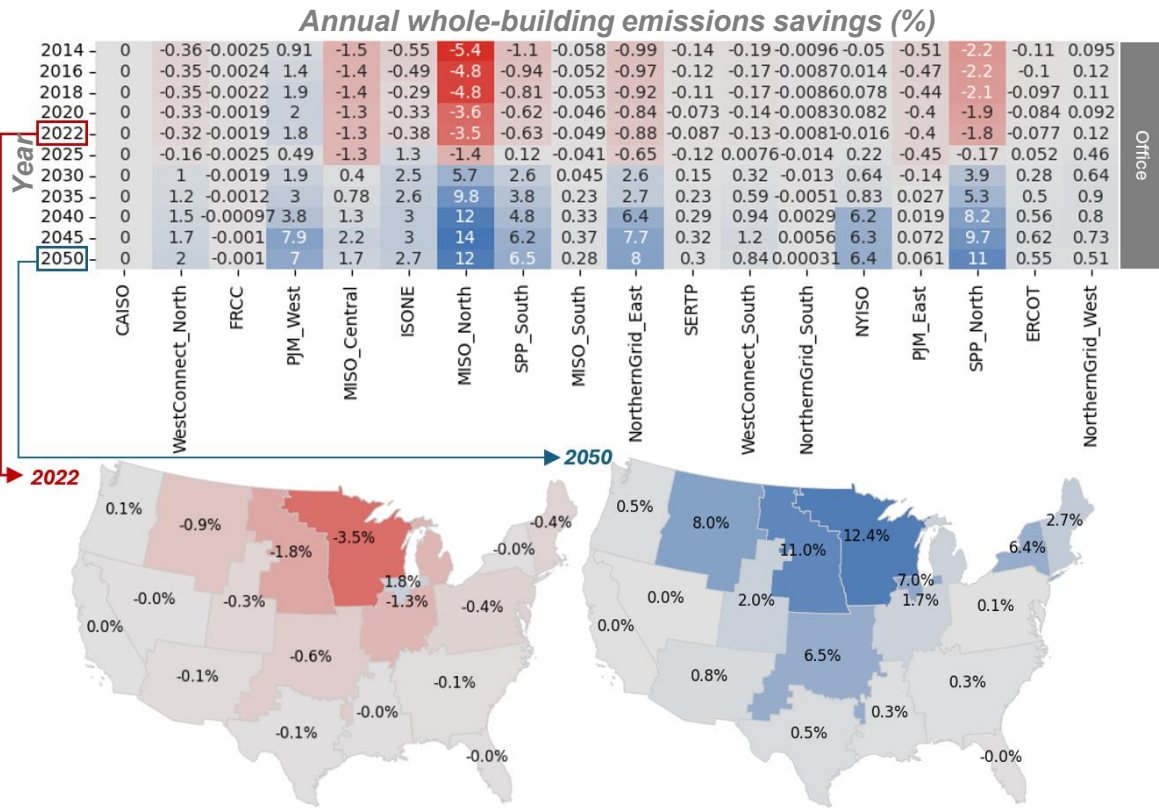 Annual whole-building emissions savings (%)
2014 0 -0.36 -0.0025 0.91 -1.5 -0.55 -5.4 -1.1 -0.058 -0.99 -0.14 -0.19 -0.0096 -0.05 -0.51 -2.2 -0.11 0.095
2016 0 -0.35 -0.0024 1.4 -1.4 -0.49 -4.8 -0.94 -0.052 -0.97 -0.12 -0.17 -0.0087 0.014 -0.47 -2.2 -0.1 0.12
2018 0 -0.35 -0.0022 1.9 -1.4 -0.29 -4.8 -0.81 -0.053 -0.92 -0.11 -0.17 -0.0086 0.078 -0.44 -2.1 -0.097 0.11
2020 0 -0.33 -0.0019 2 -1.3 -0.33 -3.6 -0.62 -0.046 -0.84 -0.073 -0.14 -0.0083 0.082 -0.4 -1.9 -0.084 0.092
2022 0 -0.32 -0.0019 1.8 -1.3 -0.38 -3.5 -0.63 -0.049 -0.88 -0.087 -0.13 -0.0081 -0.016 -0.4 -1.8 -0.077 0.12
2025 0 -0.16 -0.0025 0.49 -1.3 1.3 -1.4 0.12 -0.041 -0.65 -0.12 0.0076 -0.014 0.22 -0.45 -0.17 0.052 0.46
2030 0 1 -0.0019 1.9 0.4 2.5 5.7 2.6 0.045 2.6 0.15 0.32 -0.013 0.64 -0.14 3.9 0.28 0.64
2035 0 1.2 -0.0012 3 0.78 2.6 9.8 3.8 0.23 2.7 0.23 0.59 -0.0051 0.83 0.027 5.3 0.5 0.9
2040 0 1.5 -0.00097 3.8 1.3 3 12 4.8 0.33 6.4 0.29 0.94 0.0029 6.2 0.019 8.2 0.56 0.8
2045 0 1.7 -0.001 7.9 2.2 3 14 6.2 0.37 7.7 0.32 1.2 0.0056 6.3 0.072 9.7 0.62 0.73
2050 0 2 -0.001 7 1.7 2.7 12 6.5 0.28 8 0.3 0.84 0.00031 6.4 0.061 11 0.55 0.51
Year
Office
CAISO
WestConnect_North
FRCC
PJM_West
MISO_Central
ISONE
MISO_North
SPP_South
MISO_South
NorthernGrid_East
SERTP
WestConnect_South
NorthernGrid_South
NYISO
PJM_East
SPP_North
ERCOT
NorthernGrid_West
2022
0.1%
-0.9%
-1.8%
-3.5%
-0.0%
-0.4%
1.8%
-0.0%
-0.3%
-1.3%
-0.4%
0.0%
-0.6%
-0.1%
-0.1%
-0.0%
-0.1%
-0.0%
2050
0.5%
8.0%
11.0%
12.4%
6.4%
2.7%
7.0%
0.0%
2.0%
1.7%
0.1%
0.0%
6.5%
0.8%
0.3%
0.3%
0.5%
-0.0%